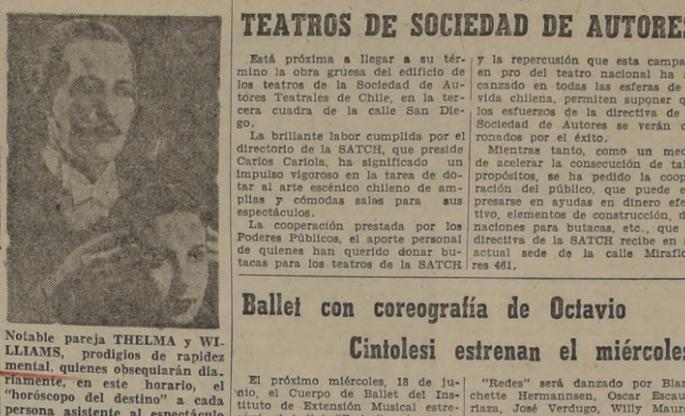 TEATROS DE SOCIEDAD DE AUTORES
Está próxima a llegar a su tér-
mino la obra gruesa del edificio de
los teatros de la Sociedad de Au-
tores Teatrales de Chile, en la ter-
cera cuadra de la calle San Die-
go.
La brillante labor cumplida por el
directorio de la SATCH, que preside
Carlos Cariola, ha significado un
impulso vigoroso en la tarea de do-
tar al arte escénico chileno de am-
plias y cómodas salas para sus
espectáculos.
La cooperación prestada por los
Poderes Públicos, el aporte personal
de quienes han querido donar bu-
tacas para los teatros de la SATCH
y la repercusión que esta campa
en pro del teatro nacional ha
canzado en todas las esferas de
vida chilena, permiten suponer q
los esfuerzos de la directiva de
Sociedad de Autores se verán c
ronados por el éxito.
Mientras tanto, como un med
de acelerar la consecución de tal
propósitos, se ha pedido la coop
ración del público, que puede e
presarse en ayudas en dinero efe
tivo, elementos de construcción, d
naciones para butacas, etc., que
directiva de la SATCH recibe en
actual sede de la calle Miraflo
res 461.
Notable pareja THELMA y WI-
LLIAMS, prodigios de rapidez
mental, quienes obsequiarán dia-
riamente, en este horario, el
"horóscopo del destino" a cada
persona asistente al espectáculo
Ballet con coreografía de Octavio
Cintolesi estrenan el miércoles
El próximo miércoles, 18 de ju-
nio, el Cuerpo de Ballet del Ins-
tituto de Extensión Musical estre-
"Redes" será danzado por Blan
chette Hermannsen, Oscar Escau
riaza, José Verdugo, Willy Maur